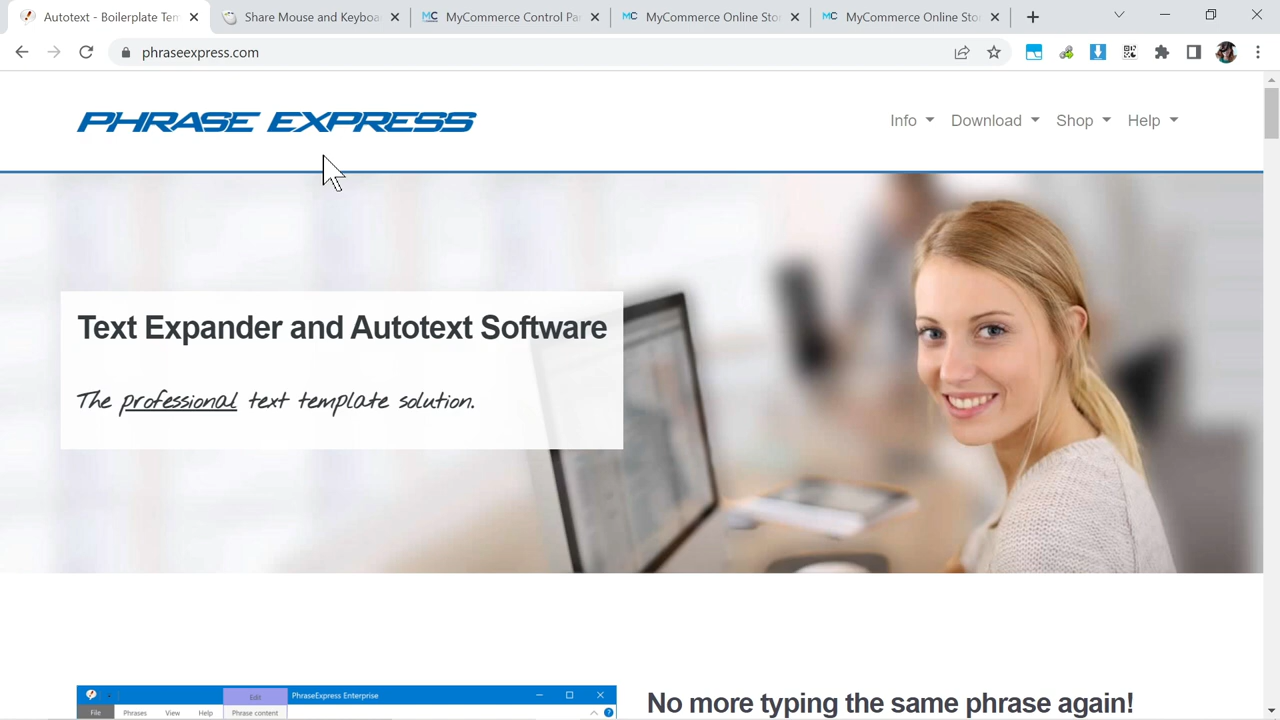 Autotext - Boilerplate Tem
Share Mouse and Keyboa
MyCommerce Control Pa
MyCommerce Online Sto
MyCommerce Online Sto
phraseexpress.com
PHRASE EXPRESS
Info
Download
Shop
Help
Text Expander and Autotext Software
The professional text template solution.
Edit
PhraseExpress Enterprise
File
Phrases
View
Help
Phrase content
No more typing the same phrase again!